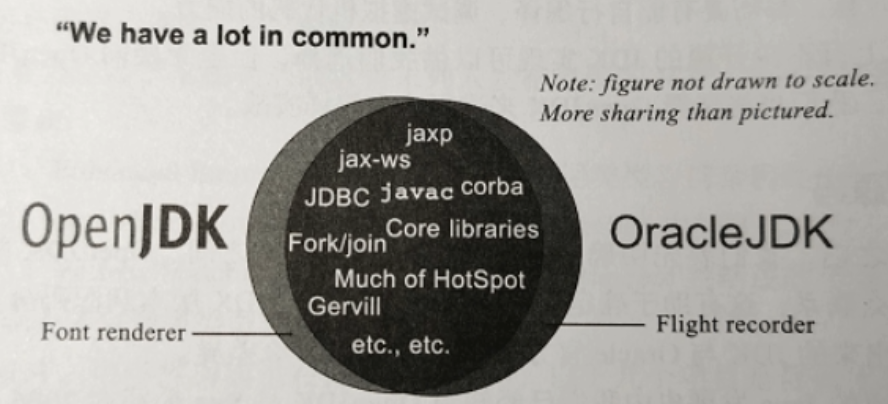 “We have a lot in common.”
Note: figure not drawn to scale.
More sharing than pictured.
jaxp
jax-ws
JDBC javac corba
OpenJDK
Fork/join Core libraries
OracleJDK
Much of HotSpot
Gervill
Font renderer
Flight recorder
etc., etc.